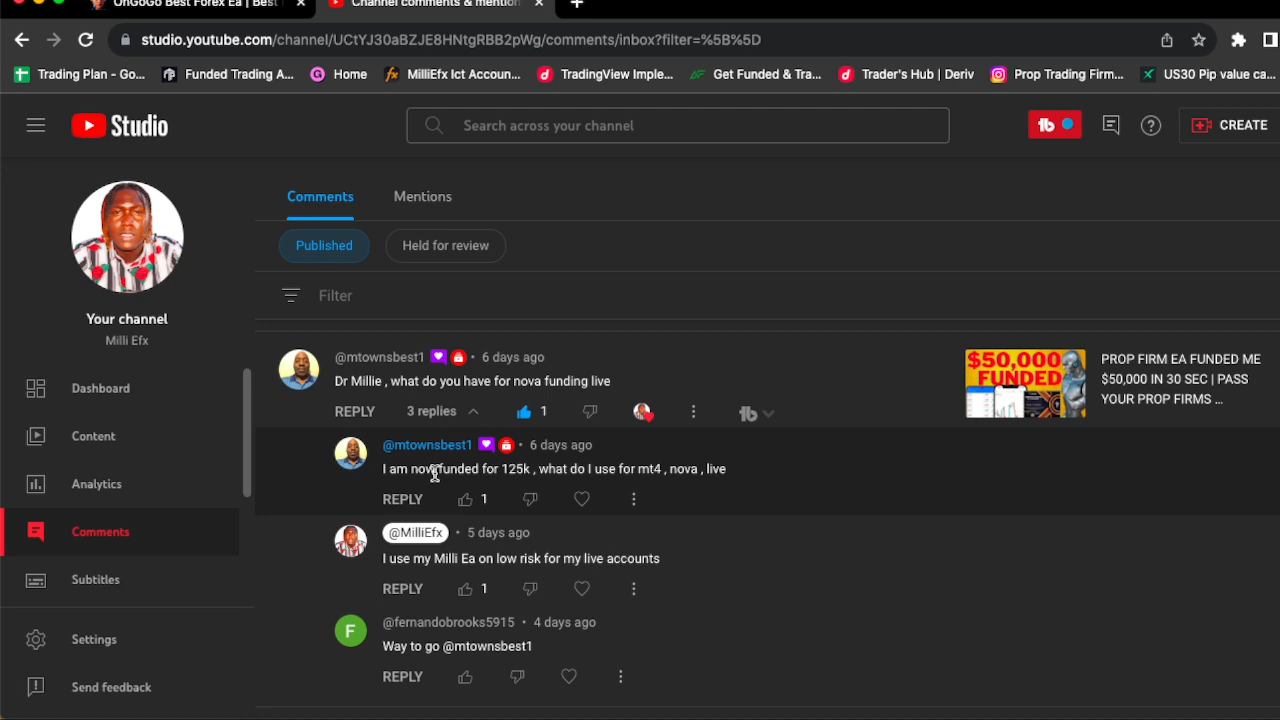 OnGoGo Best Forex Ea | Best
Channel comments & mention
studio.youtube.com/channel/UCtYJ30aBZJE8HNtgRBB2pWg/comments/inbox?filter=%5B%5D
Trading Plan - Go... Funded Trading A... Home MilliEfx Ict Accoun... TradingView Imple... Get Funded & Tra... Trader's Hub | Deriv Prop Trading Firm... US30 Pip value ca...
Studio
Search across your channel
CREATE
Your channel
Milli Efx
Dashboard
Content
Analytics
Comments
Subtitles
Settings
Send feedback
Comments Mentions
Published Held for review
Filter
@mtownsbest1 • 6 days ago
Dr Millie , what do you have for nova funding live
REPLY 3 replies 1
$50,000
FUNDED
PROP FIRM EA FUNDED ME
$50,000 IN 30 SEC | PASS
YOUR PROP FIRMS ...
@mtownsbest1 • 6 days ago
I am nova funded for 125k , what do I use for mt4 , nova , live
REPLY 1
@MilliEfx • 5 days ago
I use my Milli Ea on low risk for my live accounts
REPLY 1
F
@fernandobrooks5915 • 4 days ago
Way to go @mtownsbest1
REPLY